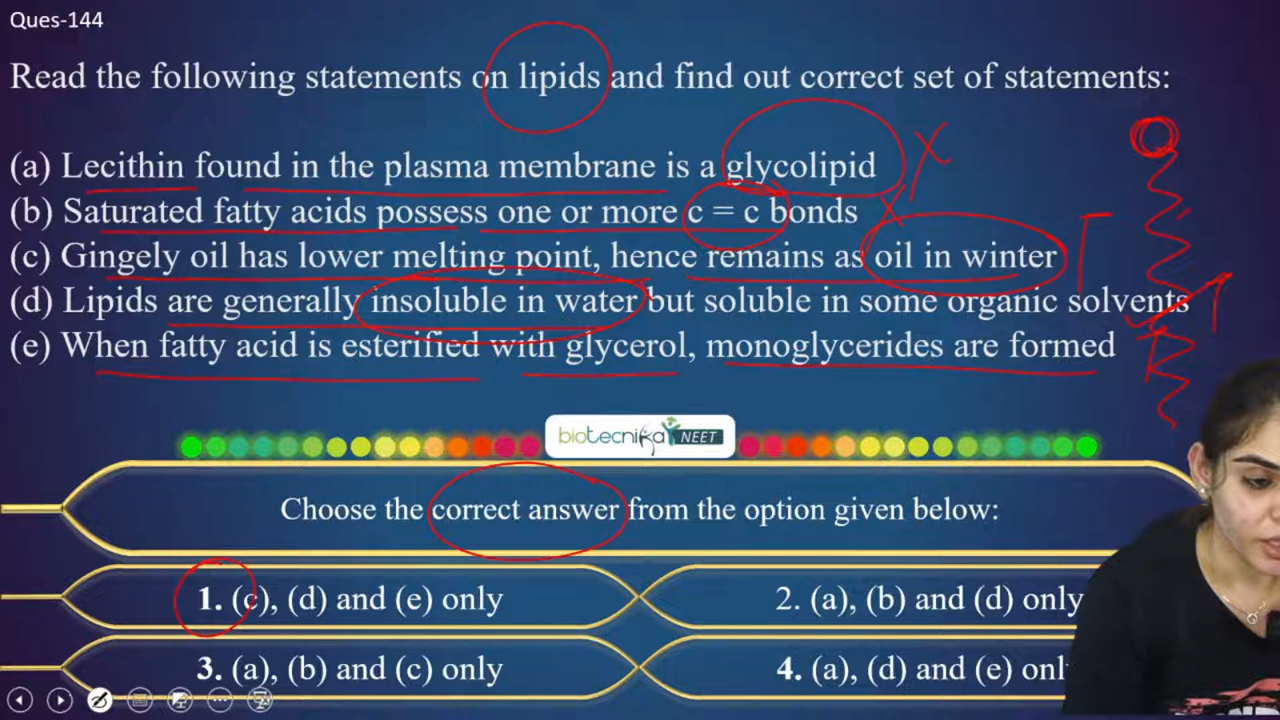 Ques-144
Read the following statements on lipids and find out correct set of statements:
(a) Lecithin found in the plasma membrane is a glycolipid
(b) Saturated fatty acids possess one or more c = c bonds
(c) Gingely oil has lower melting point, hence remains as oil in winter
(d) Lipids are generally insoluble in water but soluble in some organic solvents
(e) When fatty acid is esterified with glycerol, monoglycerides are formed
biotecnika NEET
Choose the correct answer from the option given below:
1. (c), (d) and (e) only
2. (a), (b) and (d) only
3. (a), (b) and (c) only
4. (a), (d) and (e) onl